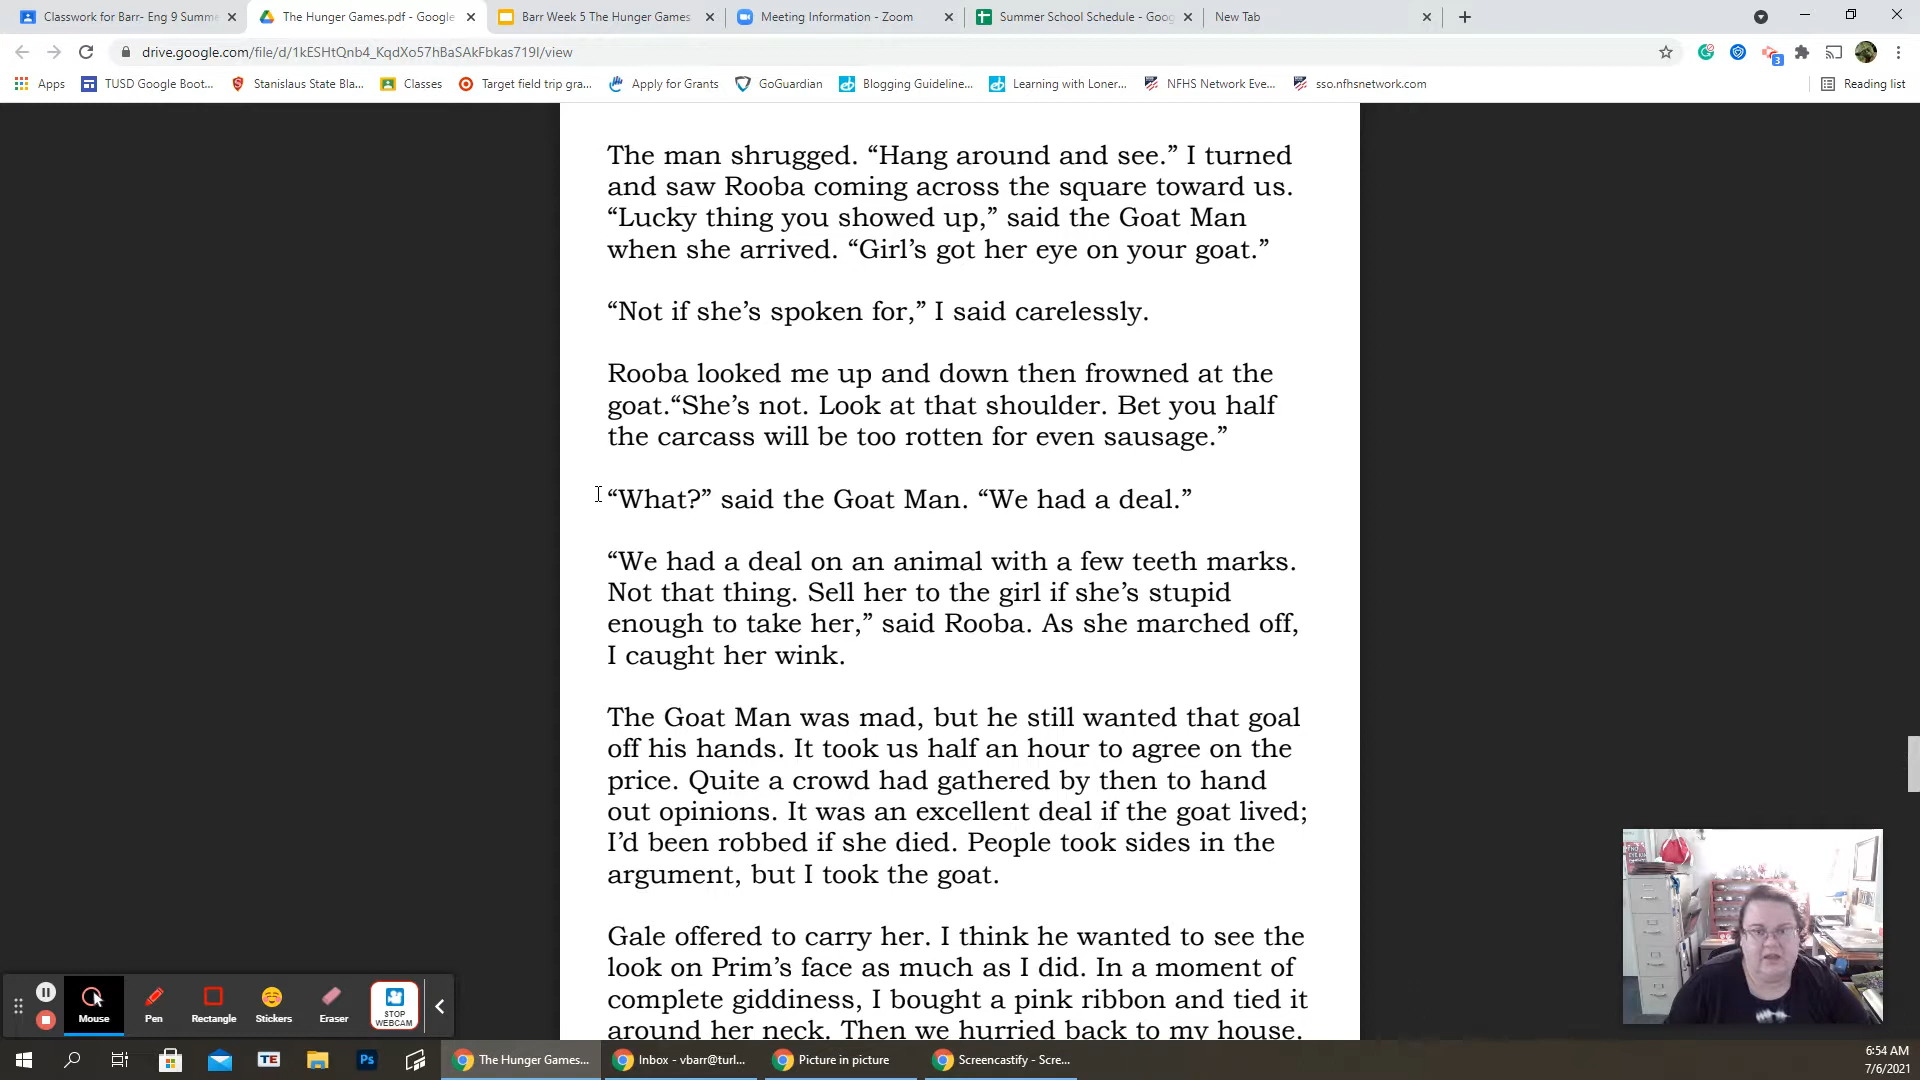 Classwork for Barr- Eng 9 Summe
The Hunger Games.pdf - Google
Barr Week 5 The Hunger Games
Meeting Information - Zoom
Summer School Schedule - Goog
New Tab
drive.google.com/file/d/1kESHtQnb4_KqdXo57hBaSAkFbkas719I/view
3
Apps
TUSD Google Boot...
Stanislaus State Bla...
Classes
Target field trip gra...
Apply for Grants
GoGuardian
Blogging Guideline...
Learning with Loner...
NFHS Network Eve...
sso.nfhsnetwork.com
Reading list
The man shrugged. “Hang around and see.” I turned
and saw Rooba coming across the square toward us.
“Lucky thing you showed up,” said the Goat Man
when she arrived. “Girl’s got her eye on your goat.”
“Not if she’s spoken for,” I said carelessly.
Rooba looked me up and down then frowned at the
goat.“She’s not. Look at that shoulder. Bet you half
the carcass will be too rotten for even sausage.”
“What?” said the Goat Man. “We had a deal.”
“We had a deal on an animal with a few teeth marks.
Not that thing. Sell her to the girl if she’s stupid
enough to take her,” said Rooba. As she marched off,
I caught her wink.
The Goat Man was mad, but he still wanted that goal
off his hands. It took us half an hour to agree on the
price. Quite a crowd had gathered by then to hand
out opinions. It was an excellent deal if the goat lived;
I’d been robbed if she died. People took sides in the
argument, but I took the goat.
Gale offered to carry her. I think he wanted to see the
look on Prim’s face as much as I did. In a moment of
complete giddiness, I bought a pink ribbon and tied it
around her neck. Then we hurried back to my house.
Mouse
Pen
Rectangle
Stickers
Eraser
STOP
WEBCAM
TE
Ps
The Hunger Games...
Inbox - vbarr@turl...
Picture in picture
Screencastify - Scre...
6:54 AM
7/6/2021